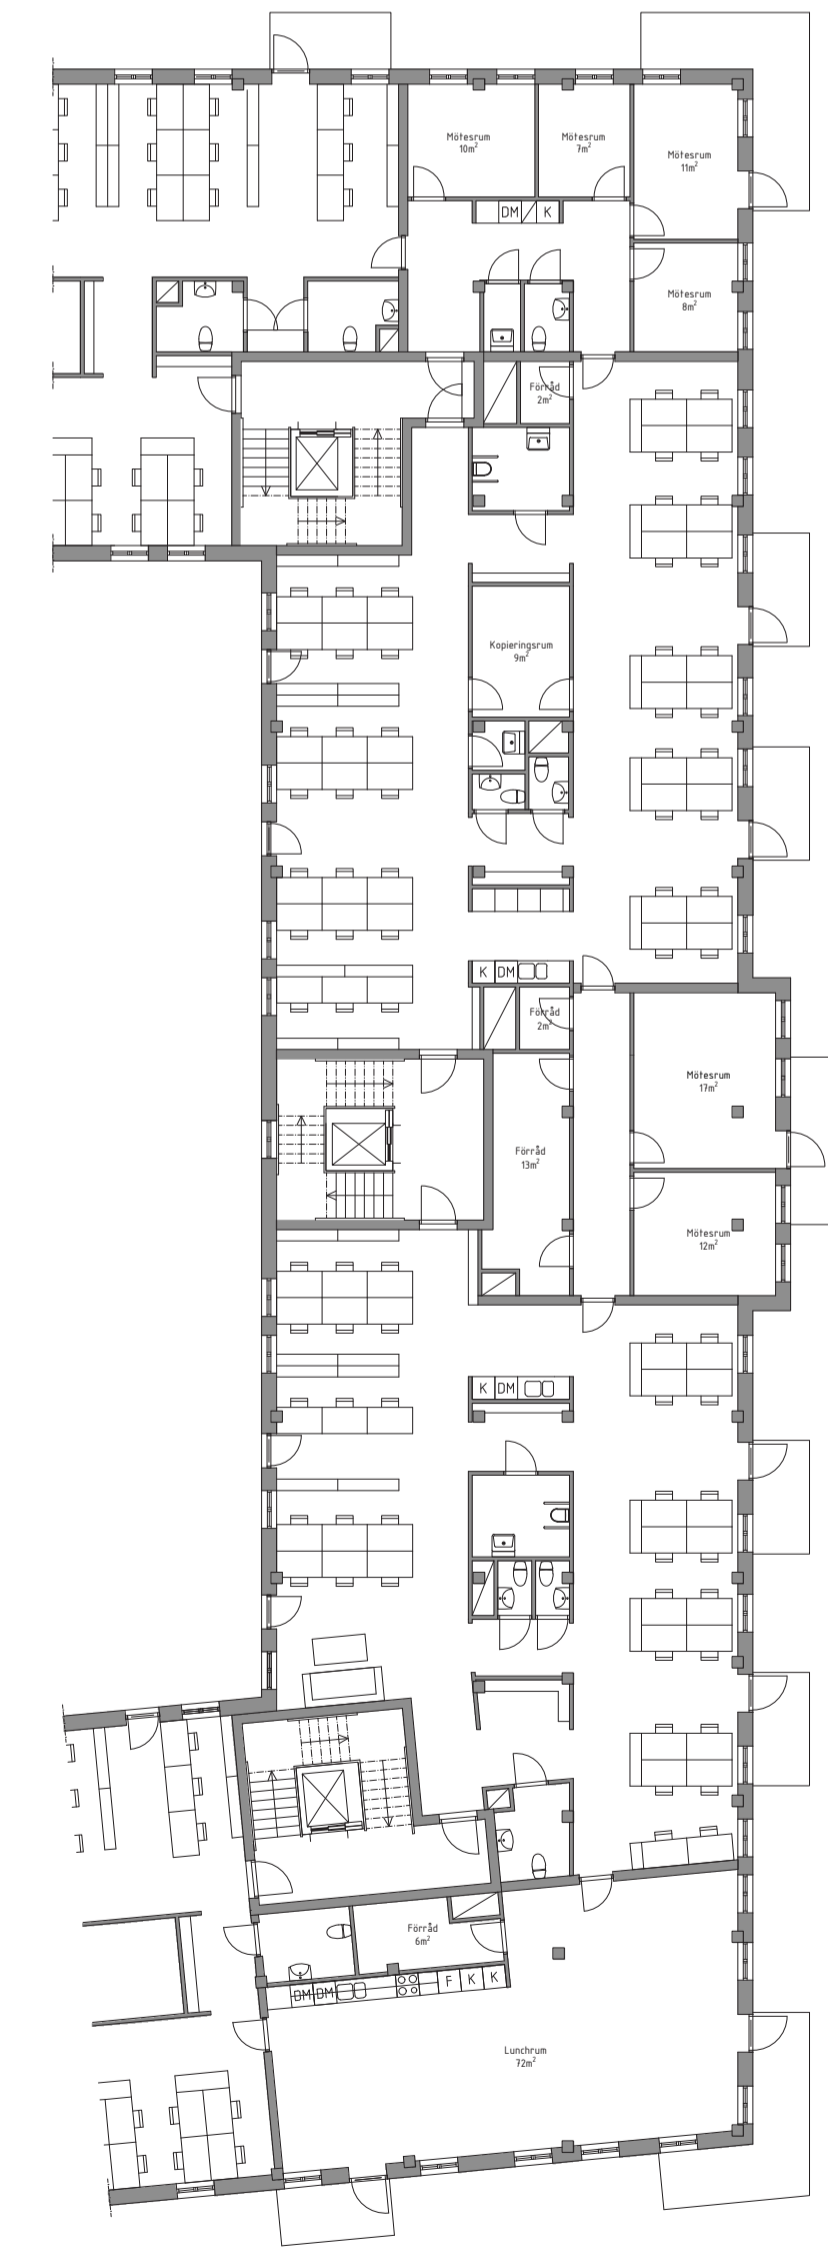 Mötesrum
10m²
Mötesrum
7m²
Mötesrum
11m²
DM K
Mötesrum
8m²
Förråd
2m²
Kopieringsrum
9m²
K DM
Förråd
2m²
Mötesrum
17m²
Förråd
13m²
Mötesrum
12m²
K DM
Förråd
6m²
DM DM F K K
Lunchrum
72m²